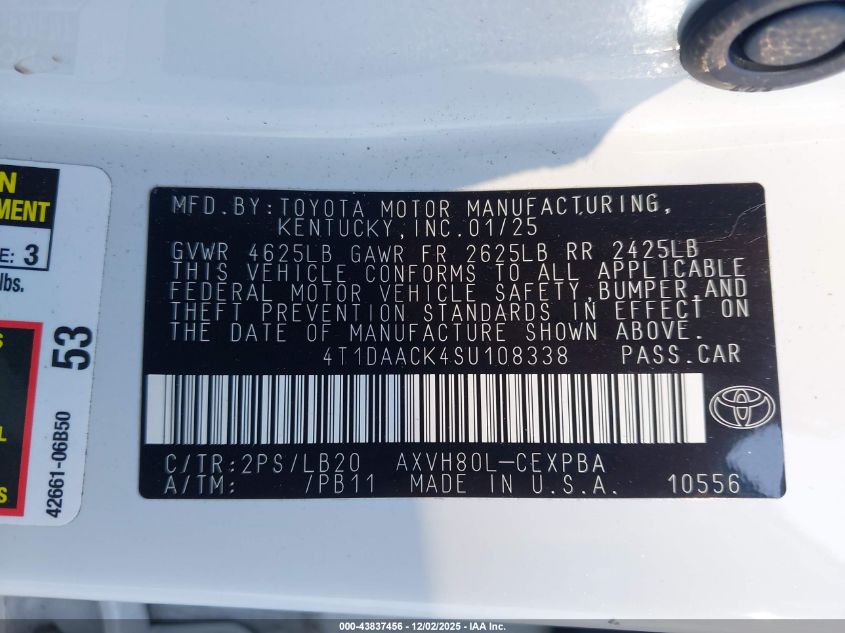 N
MENT
E: 3
lbs.
S
L
S
53
42661-06B50
MFD.BY:TOYOTA MOTOR MANUFACTURING,
KENTUCKY,INC.01/25
GVWR 4625LB GAWR FR 2625LB RR 2425LB
THIS VEHICLE CONFORMS TO ALL APPLICABLE
FEDERAL MOTOR VEHICLE SAFETY,BUMPER,AND
THEFT PREVENTION STANDARDS IN EFFECT ON
THE DATE OF MANUFACTURE SHOWN ABOVE.
4T1DAACK4SU108338 PASS.CAR
C/TR:2PS/LB20 AXVH80L-CEXPBA
A/TM: /PB11 MADE IN U.S.A. 10556
000-43837456 • 12/02/2025 • IAA Inc.